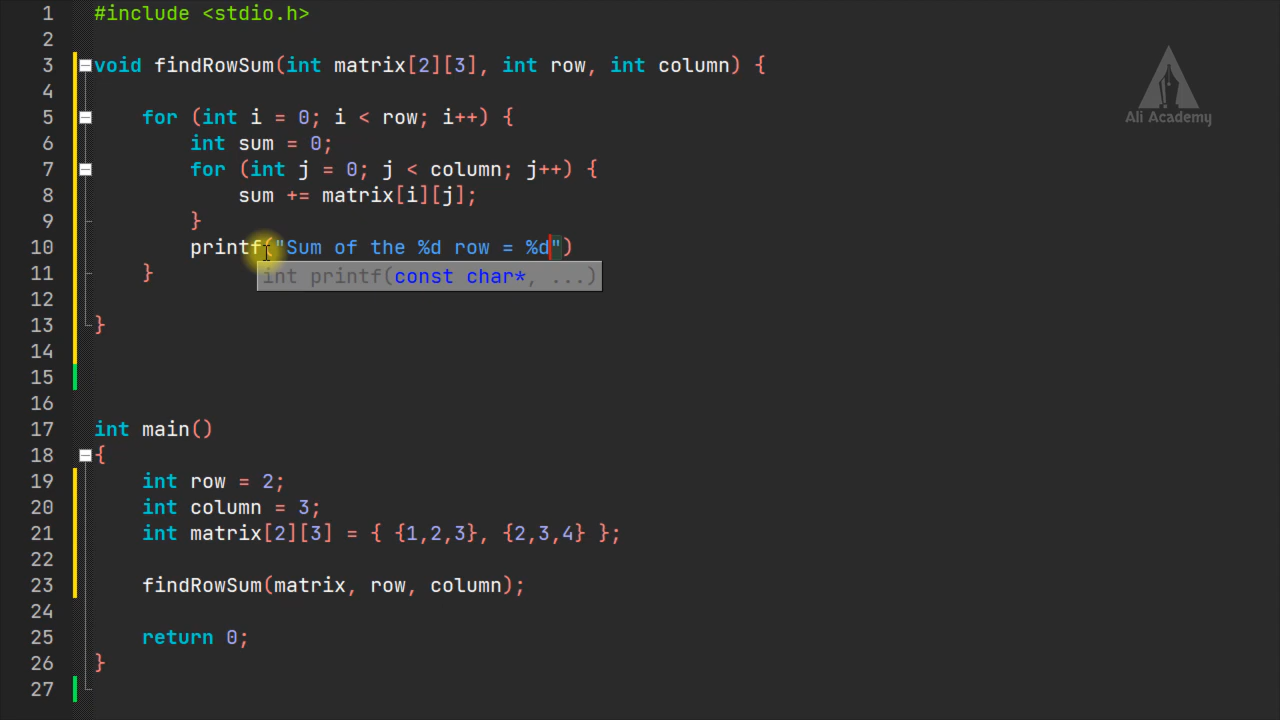 1 #include <stdio.h>
2
3 void findRowSum(int matrix[2][3], int row, int column) {
4
5 for (int i = 0; i < row; i++) {
6 int sum = 0;
7 for (int j = 0; j < column; j++) {
8 sum += matrix[i][j];
9 }
10 printf("Sum of the %d row = %d")
11 }
int printf(const char*, ...)
12
13 }
14
15
16
17 int main()
18 {
19 int row = 2;
20 int column = 3;
21 int matrix[2][3] = { {1,2,3}, {2,3,4} };
22
23 findRowSum(matrix, row, column);
24
25 return 0;
26 }
27
Ali Academy